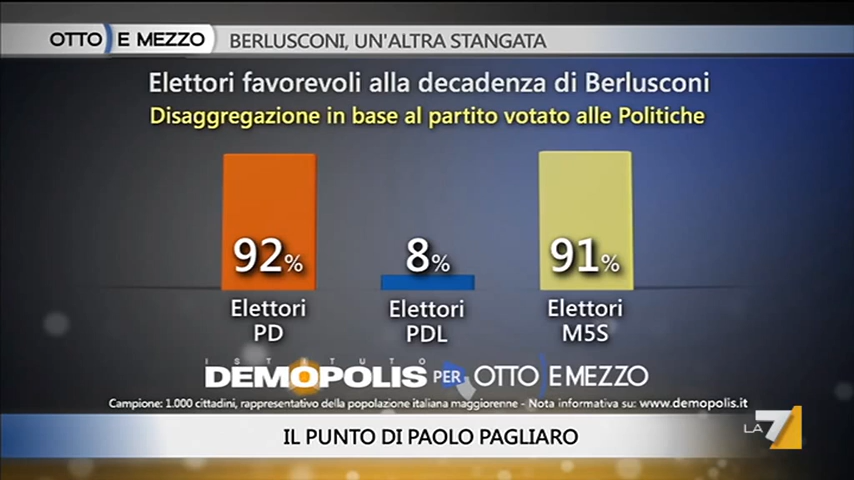 OTTO E MEZZO BERLUSCONI, UN'ALTRA STANGATA
Elettori favorevoli alla decadenza di Berlusconi
Disaggregazione in base al partito votato alle Politiche
92% 8% 91%
Elettori PD
Elettori PDL
Elettori M5S
ISTITUTO
DEMOPOLIS PER OTTO E MEZZO
Campione: 1.000 cittadini, rappresentativo della popolazione italiana maggiorenne - Nota informativa su: www.demopolis.it
IL PUNTO DI PAOLO PAGLIARO
LA7